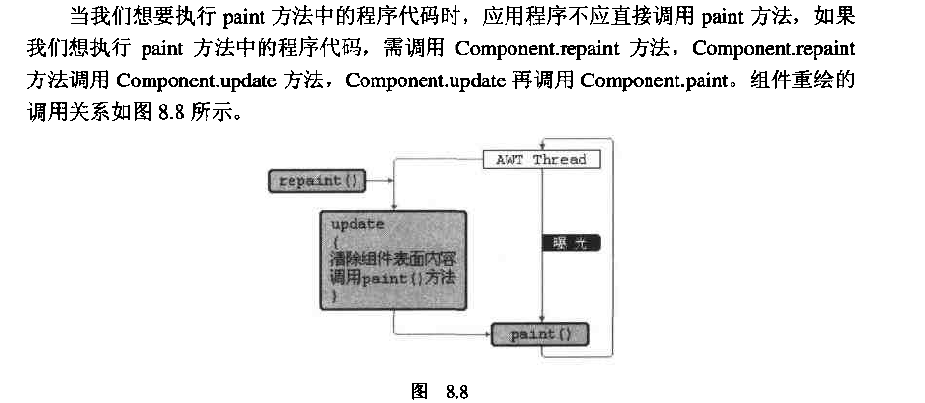 当我们想要执行 paint 方法中的程序代码时，应用程序不应直接调用 paint 方法，如果
我们想执行 paint 方法中的程序代码，需调用 Component.repaint 方法，Component.repaint
方法调用 Component.update 方法，Component.update 再调用 Component.paint。组件重绘的
调用关系如图 8.8 所示。
AWT Thread
repaint()
update
{
清除组件表面内容
调用paint()方法
}
曝 光
paint()
图 8.8